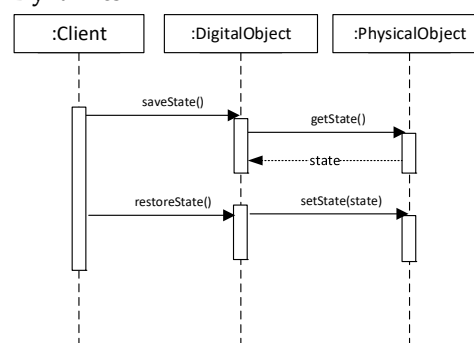 :Client
:DigitalObject
:PhysicalObject
saveState()
getState()
state
restoreState()
setState(state)